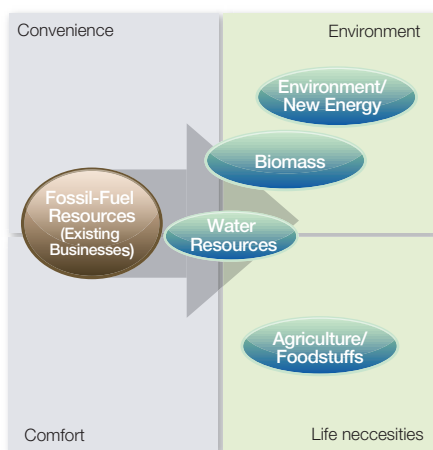 Convenience
Environment
Environment/
New Energy
Biomass
Fossil-Fuel
Resources
(Existing
Businesses)
Water
Resources
Agriculture/
Foodstuffs
Comfort
Life neccesities